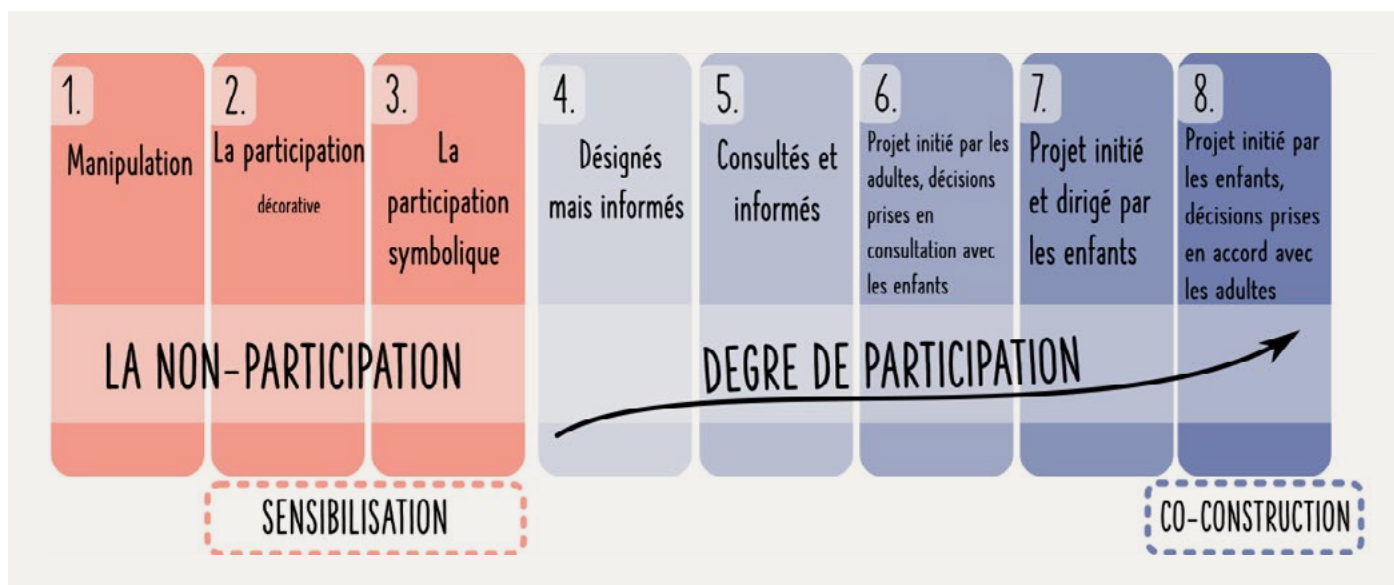 1.
Manipulation
2.
La participation
décorative
3.
La
participation
symbolique
4.
Désignés
mais informés
5.
Consultés et
informés
6.
Projet initié par les
adultes, décisions
prises en
consultation avec
les enfants
7.
Projet initié
et dirigé par
les enfants
8.
Projet initié par
les enfants,
décisions prises
en accord avec
les adultes
LA NON-PARTICIPATION
DEGRE DE PARTICIPATION
SENSIBILISATION
CO-CONSTRUCTION